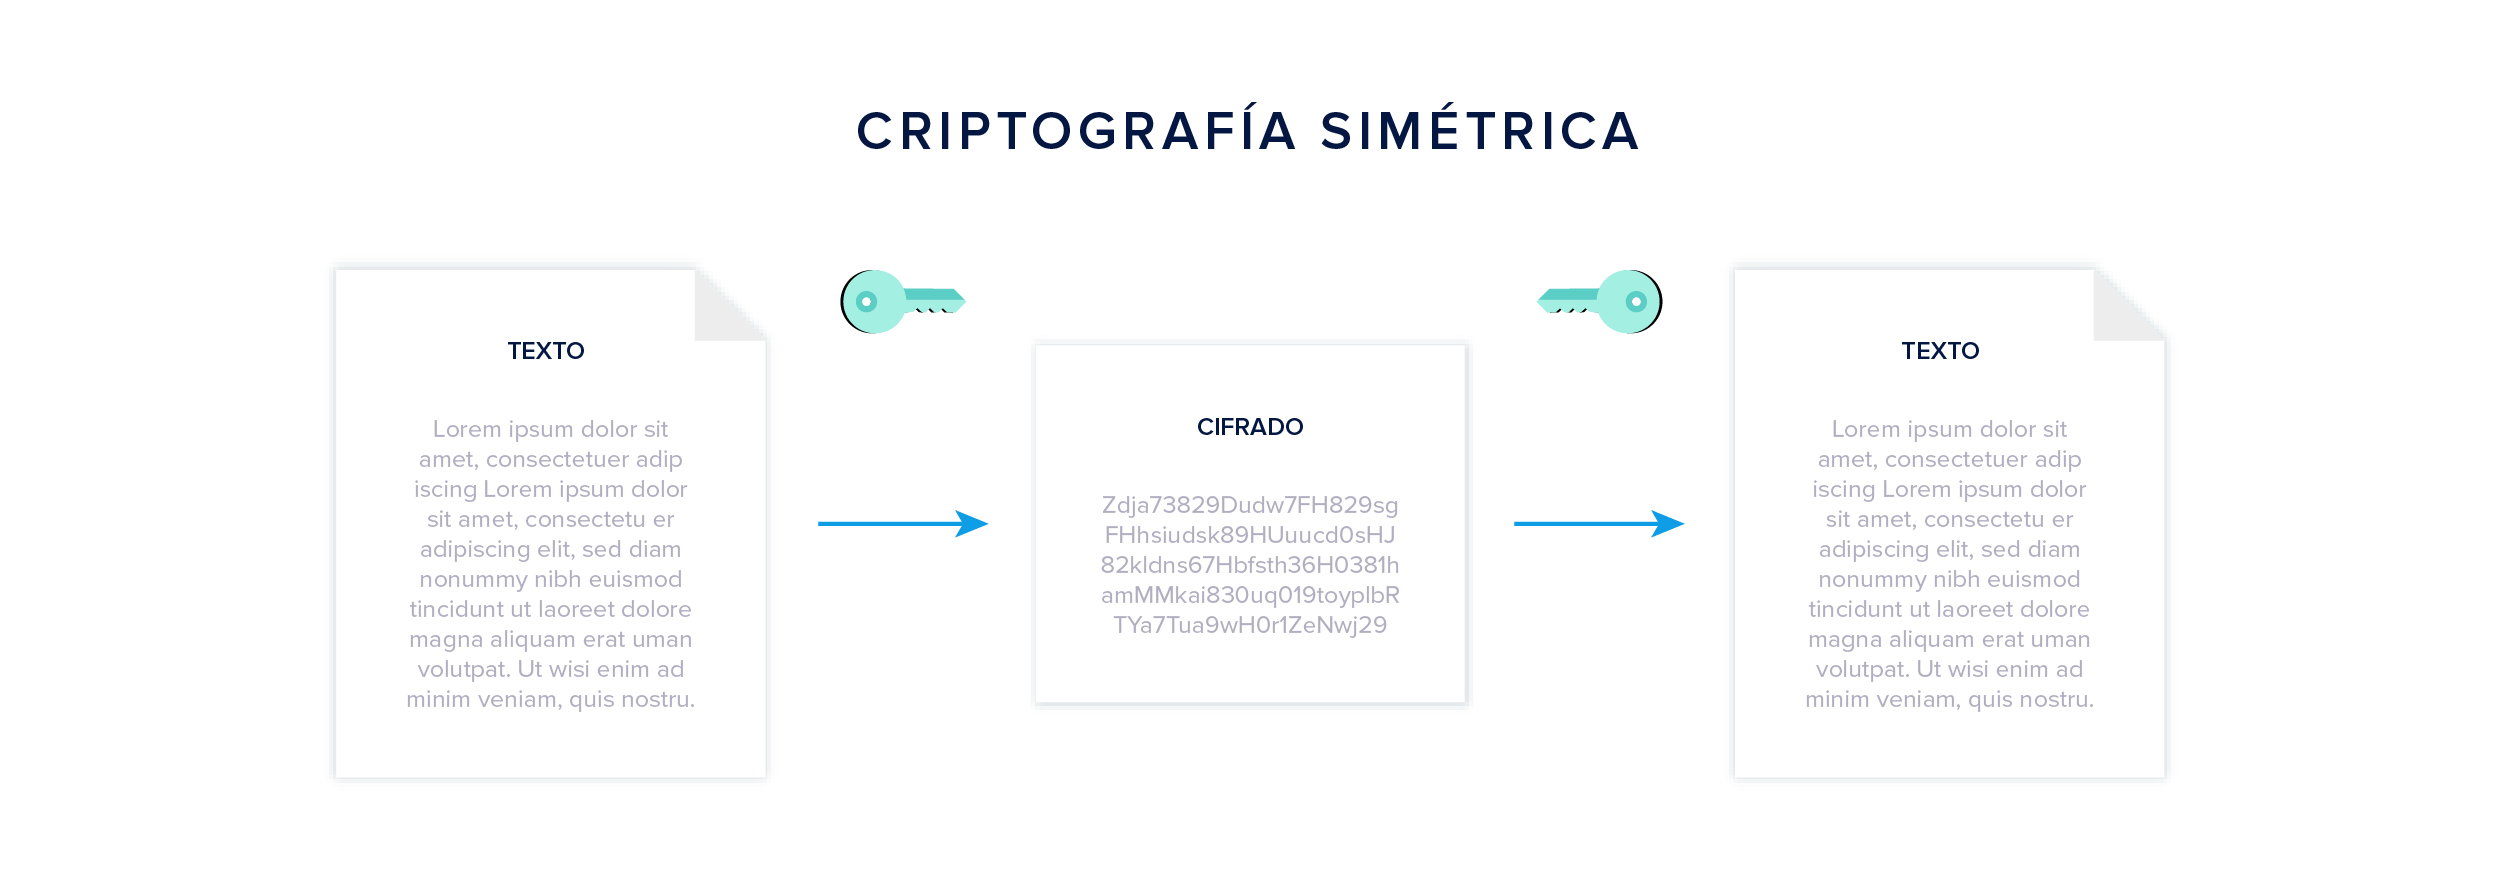 CRIPTOGRAFÍA SIMÉTRICA
TEXTO
Lorem ipsum dolor sit
amet, consectetuer adip
iscing Lorem ipsum dolor
sit amet, consectetu er
adipiscing elit, sed diam
nonummy nibh euismod
tincidunt ut laoreet dolore
magna aliquam erat uman
volutpat. Ut wisi enim ad
minim veniam, quis nostru.
CIFRADO
Zdja73829Dudw7FH829sg
FHhsiudsk89HUuucd0sHJ
82kldns67Hbfsth36H0381h
amMMkai830uq019toyplbR
TYa7Tua9wH0r1ZeNwj29
TEXTO
Lorem ipsum dolor sit
amet, consectetuer adip
iscing Lorem ipsum dolor
sit amet, consectetu er
adipiscing elit, sed diam
nonummy nibh euismod
tincidunt ut laoreet dolore
magna aliquam erat uman
volutpat. Ut wisi enim ad
minim veniam, quis nostru.